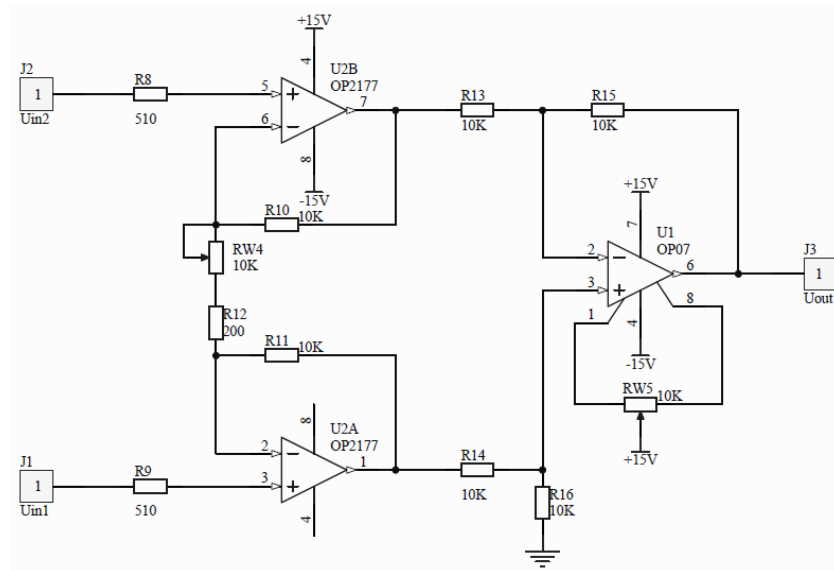 +15V
4
J2
1
Uin2
R8
510
5
6
U2B
OP2177
7
8
-15V
R13
10K
R15
10K
R10
10K
RW4
10K
R12
200
R11
10K
+15V
7
U1
OP07
2
3
6
1
8
4
-15V
J3
1
Uout
RW5
10K
+15V
8
U2A
OP2177
2
3
1
4
J1
1
Uin1
R9
510
R14
10K
R16
10K